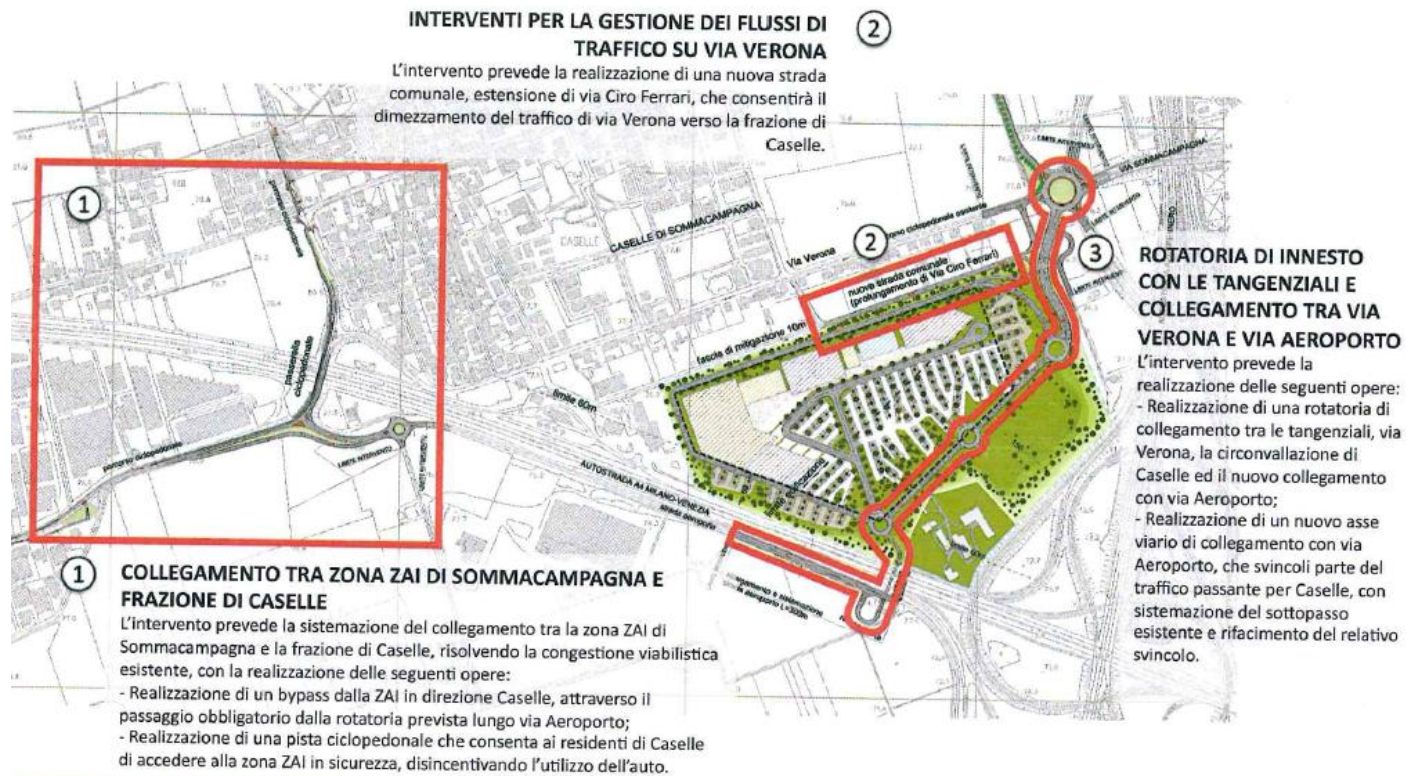 INTERVENTI PER LA GESTIONE DEI FLUSSI DI
TRAFFICO SU VIA VERONA
2
L'intervento prevede la realizzazione di una nuova strada
comunale, estensione di via Ciro Ferrari, che consentirà il
dimezzamento del traffico di via Verona verso la frazione di
Caselle.
1
percorso ciclopedonale
passerella
ciclopedonale
percorso ciclopedonale
LIMITE INTERVENTO
CASELLE
CASELLE DI SOMMACAMPAGNA
Via Verona
2
nuova strada comunale
(prolungamento di Via Ciro Ferrari)
fascia di mitigazione 10m
limite 60m
AUTOSTRADA A4 MILANO-VENEZIA
strada aeroporto
VIA SOMMACAMPAGNA
LIMITE INTERVENTO
3
ROTATORIA DI INNESTO
CON LE TANGENZIALI E
COLLEGAMENTO TRA VIA
VERONA E VIA AEROPORTO
L'intervento prevede la
realizzazione delle seguenti opere:
- Realizzazione di una rotatoria di
collegamento tra le tangenziali, via
Verona, la circonvallazione di
Caselle ed il nuovo collegamento
con via Aeroporto;
- Realizzazione di un nuovo asse
viario di collegamento con via
Aeroporto, che svincoli parte del
traffico passante per Caselle, con
sistemazione del sottopasso
esistente e rifacimento del relativo
svincolo.
1
COLLEGAMENTO TRA ZONA ZAI DI SOMMACAMPAGNA E
FRAZIONE DI CASELLE
L'intervento prevede la sistemazione del collegamento tra la zona ZAI di
Sommacampagna e la frazione di Caselle, risolvendo la congestione viabilistica
esistente, con la realizzazione delle seguenti opere:
- Realizzazione di un bypass dalla ZAI in direzione Caselle, attraverso il
passaggio obbligatorio dalla rotatoria prevista lungo via Aeroporto;
- Realizzazione di una pista ciclopedonale che consenta ai residenti di Caselle
di accedere alla zona ZAI in sicurezza, disincentivando l'utilizzo dell'auto.